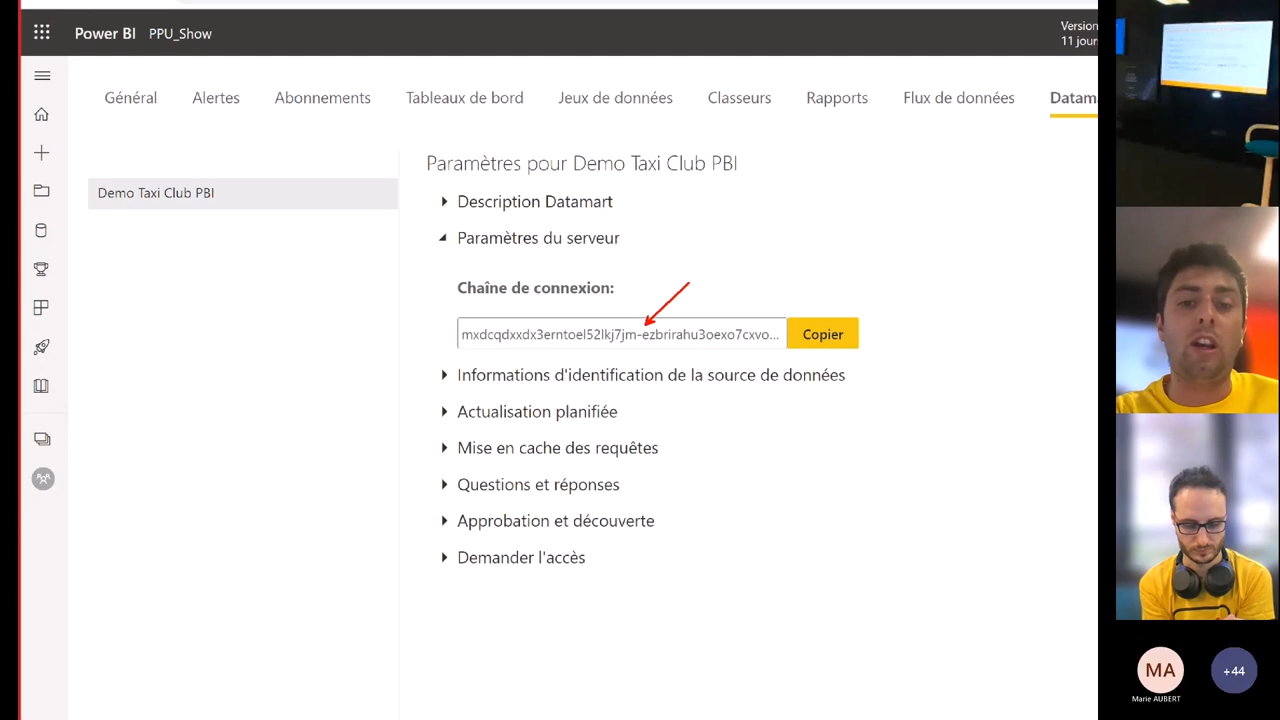 Power BI PPU_Show
Version
11 jours
Général Alertes Abonnements Tableaux de bord Jeux de données Classeurs Rapports Flux de données Datama
Paramètres pour Demo Taxi Club PBI
Demo Taxi Club PBI
Description Datamart
Paramètres du serveur
Chaîne de connexion:
mxdcqdxxdx3erntoel52lkj7jm-ezbrirahu3oexo7cxvo... Copier
Informations d'identification de la source de données
Actualisation planifiée
Mise en cache des requêtes
Questions et réponses
Approbation et découverte
Demander l'accès
MA
+44
Marie AUBERT